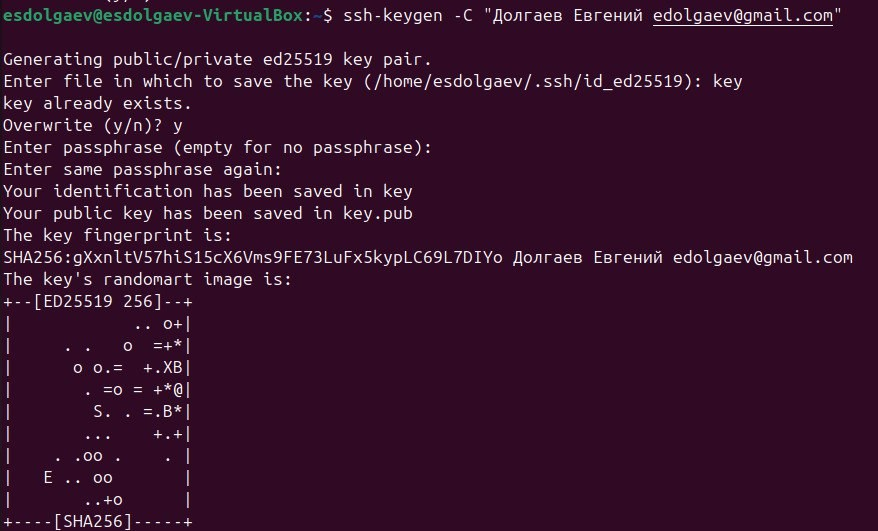 esdolgaev@esdolgaev-VirtualBox:~$ ssh-keygen -C "Долгаев Евгений edolgaev@gmail.com"
Generating public/private ed25519 key pair.
Enter file in which to save the key (/home/esdolgaev/.ssh/id_ed25519): key
key already exists.
Overwrite (y/n)? y
Enter passphrase (empty for no passphrase):
Enter same passphrase again:
Your identification has been saved in key
Your public key has been saved in key.pub
The key fingerprint is:
SHA256:gXxnltV57hiS15cX6Vms9FE73LuFx5kypLC69L7DIYo Долгаев Евгений edolgaev@gmail.com
The key's randomart image is:
+--[ED25519 256]--+
|             .. o+|
|      . .   o  =+*|
|       o o.=  +.XB|
|        . =o = +*@|
|         S. . =.B*|
|        ...    +.+|
|     . .oo .    . |
|    E .. oo       |
|        ..+o      |
+----[SHA256]-----+